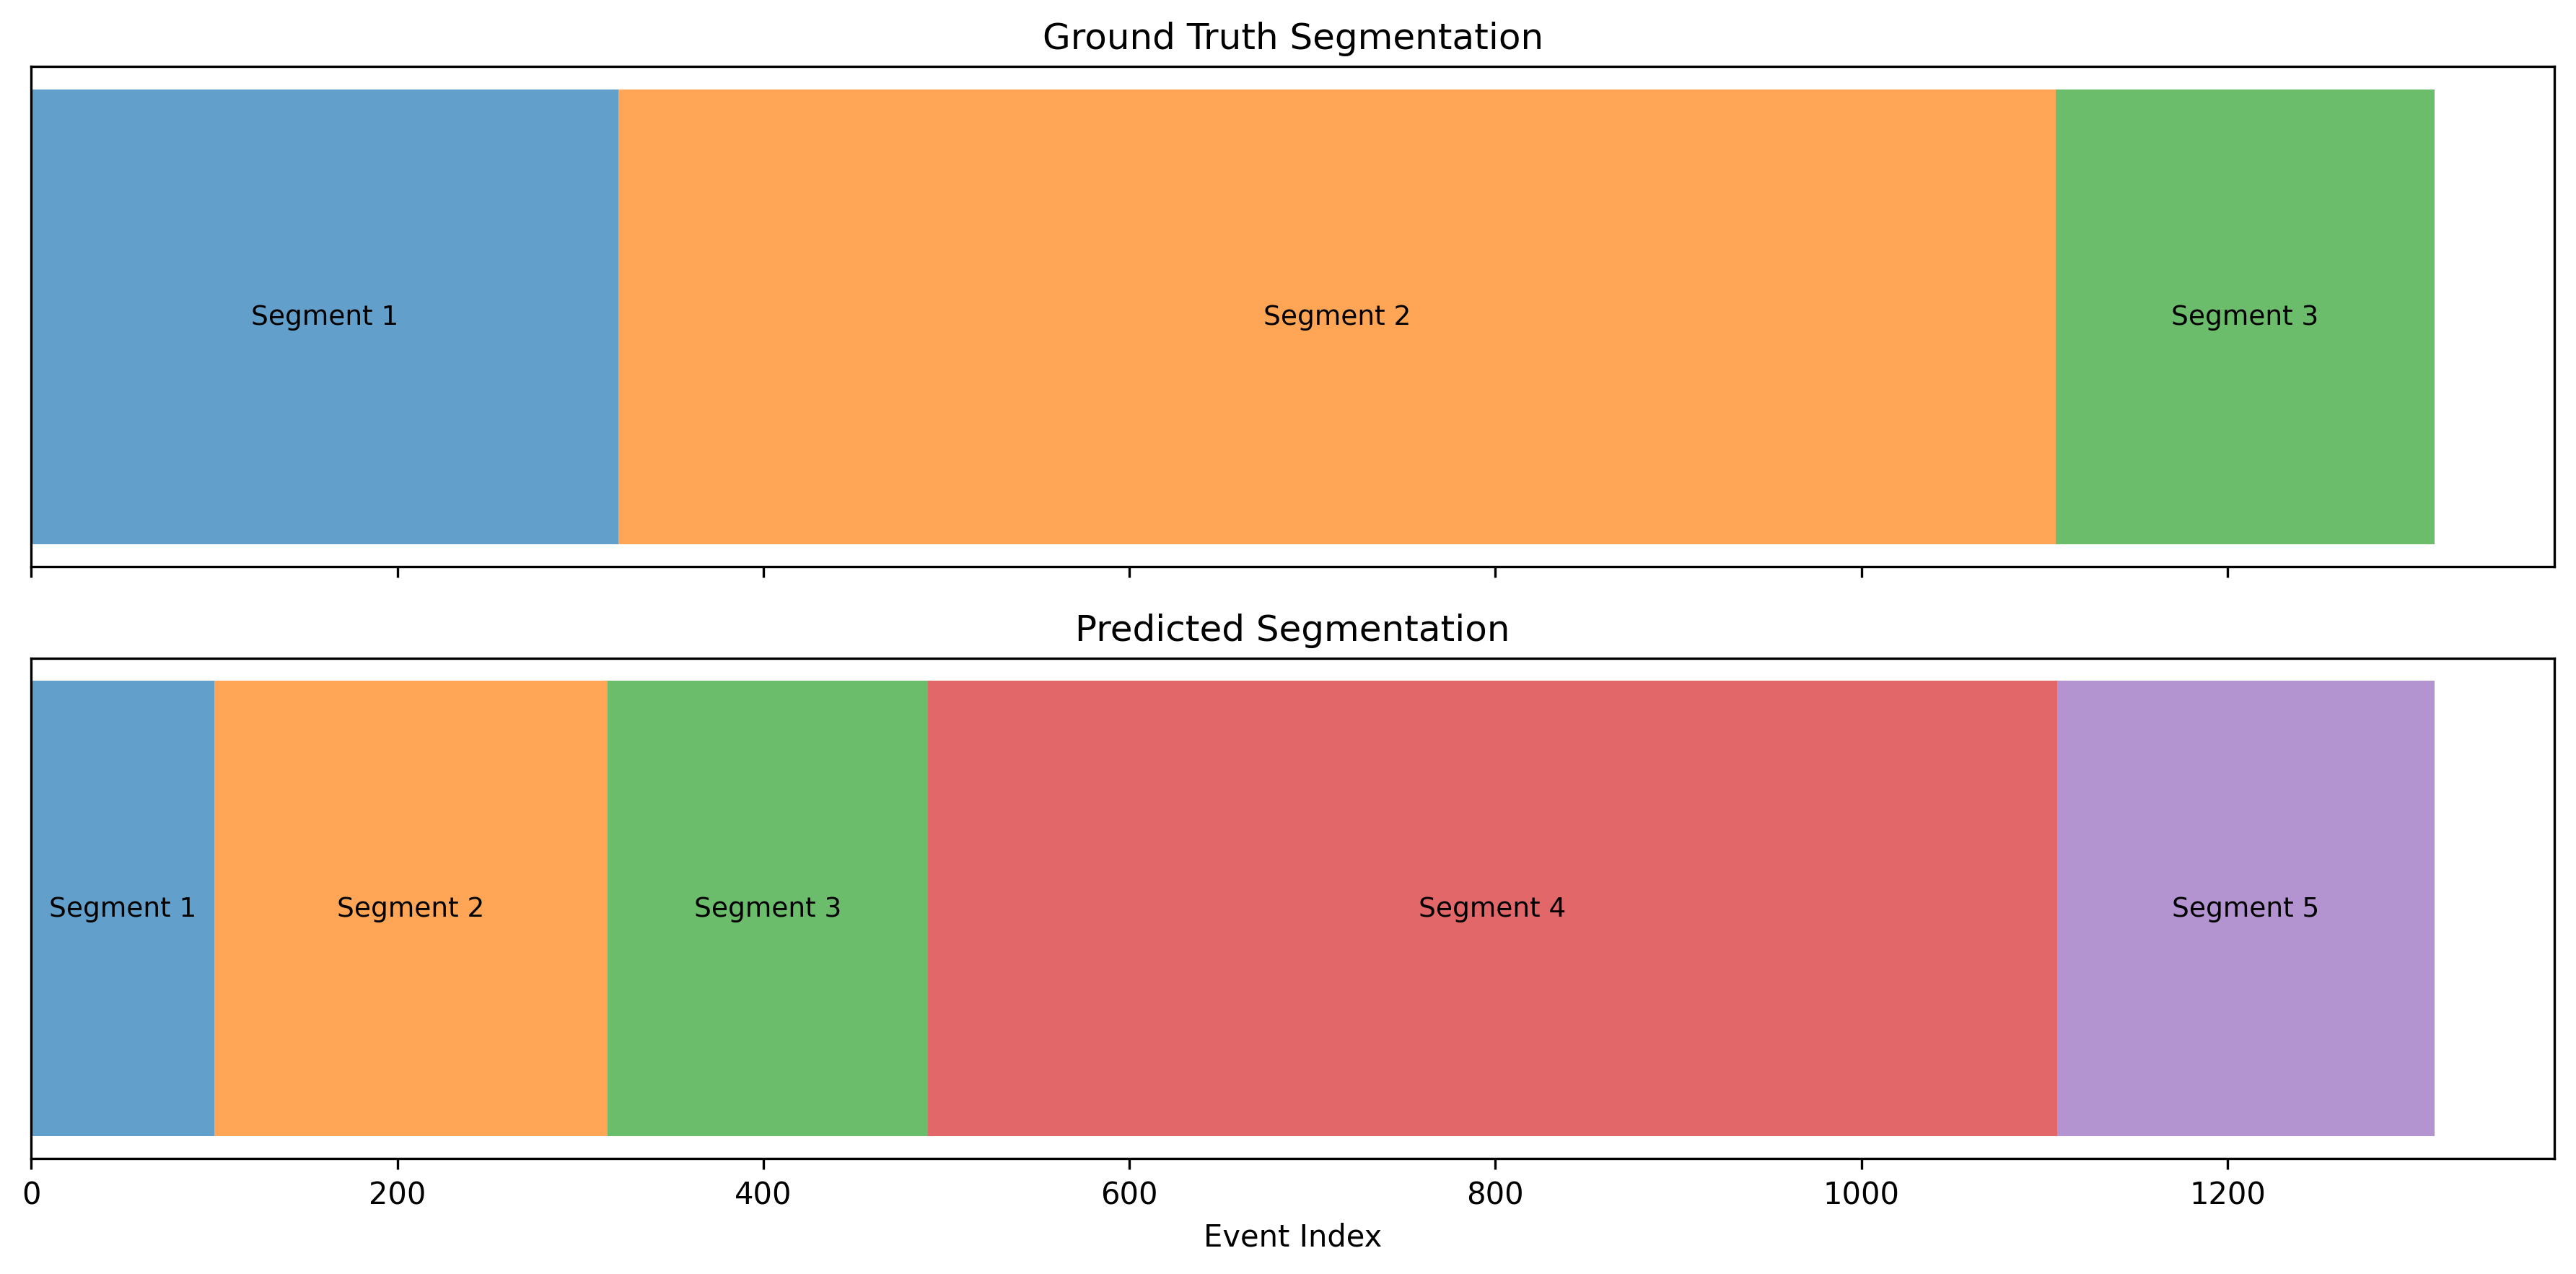 Ground Truth Segmentation
Segment 1 Segment 2 Segment 3
Predicted Segmentation
Segment 1 Segment 2 Segment 3 Segment 4 Segment 5
0 200 400 600 800 1000 1200
Event Index